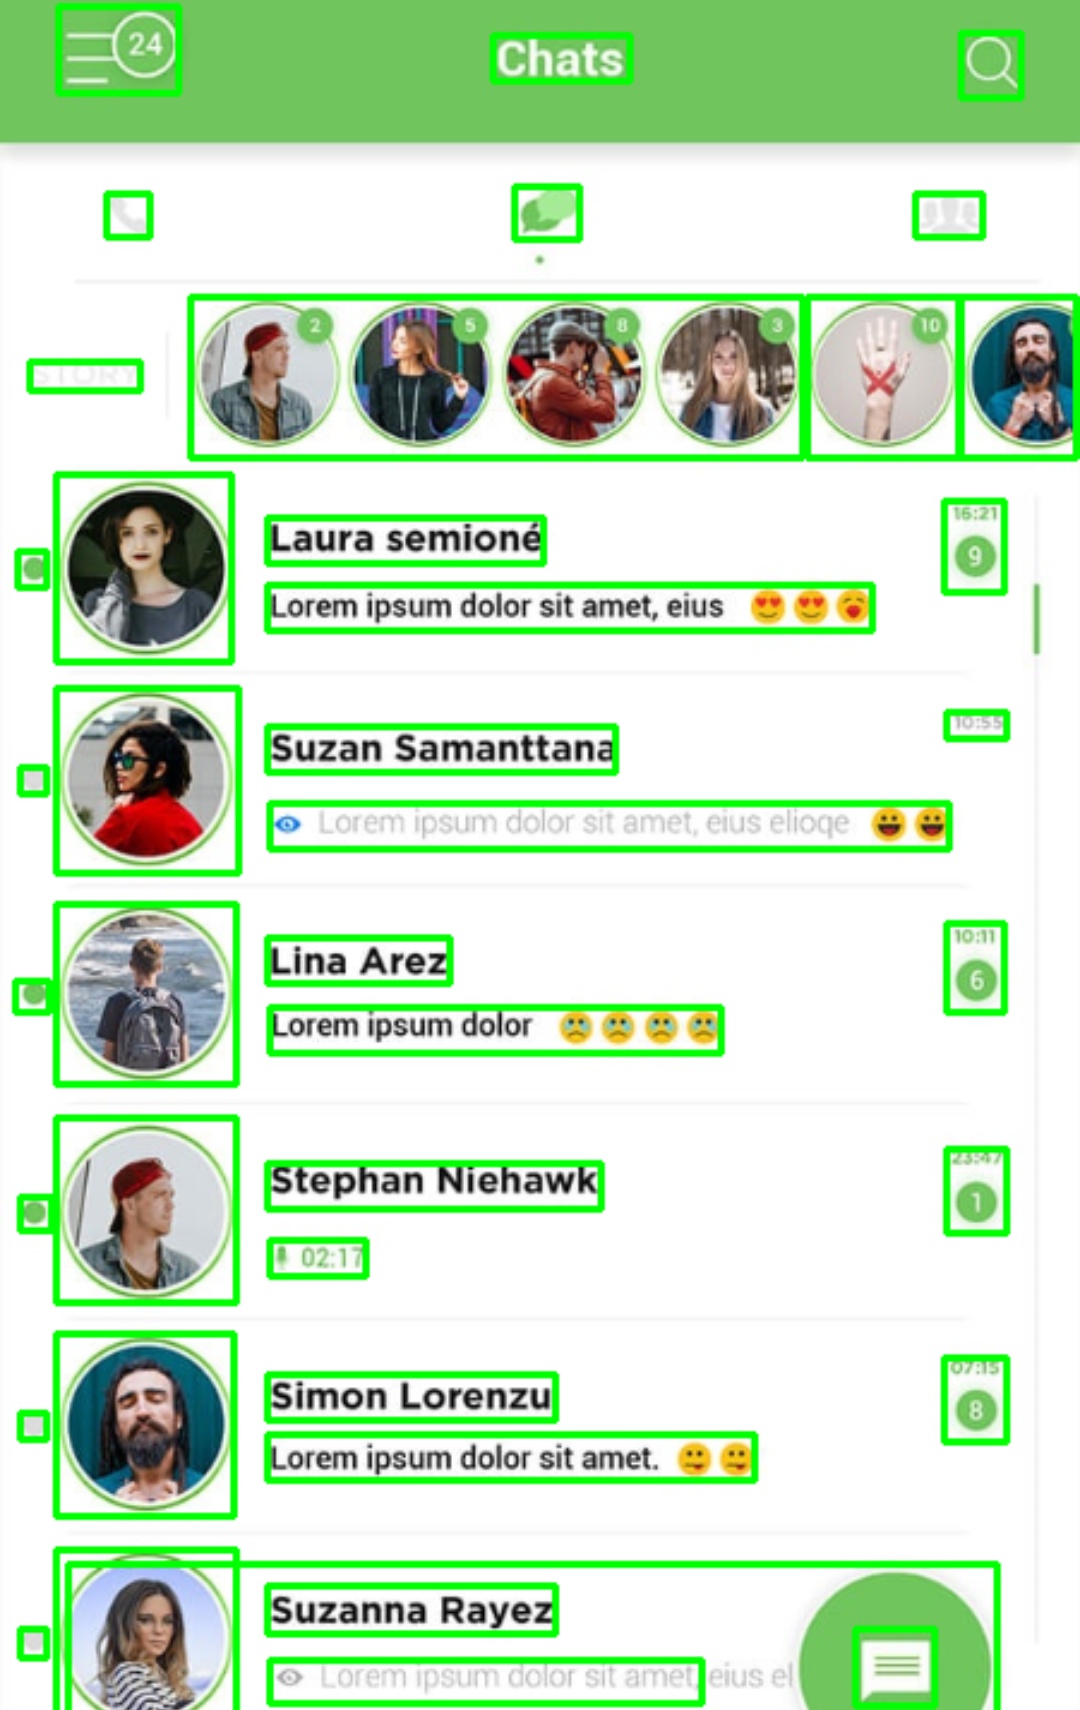 24
Chats
STORY
2
5
8
3
10
Laura semioné
16:21
Lorem ipsum dolor sit amet, eius 😍 😍 😮
9
Suzan Samanttana
10:55
Lorem ipsum dolor sit amet, eius elioqe 😀 😀
Lina Arez
10:11
Lorem ipsum dolor 😢 😢 😢 😢
6
Stephan Niehawk
23:47
1
02:17
Simon Lorenzu
07:15
Lorem ipsum dolor sit amet.
8
Suzanna Rayez
Lorem ipsum dolor sit amet, eius el